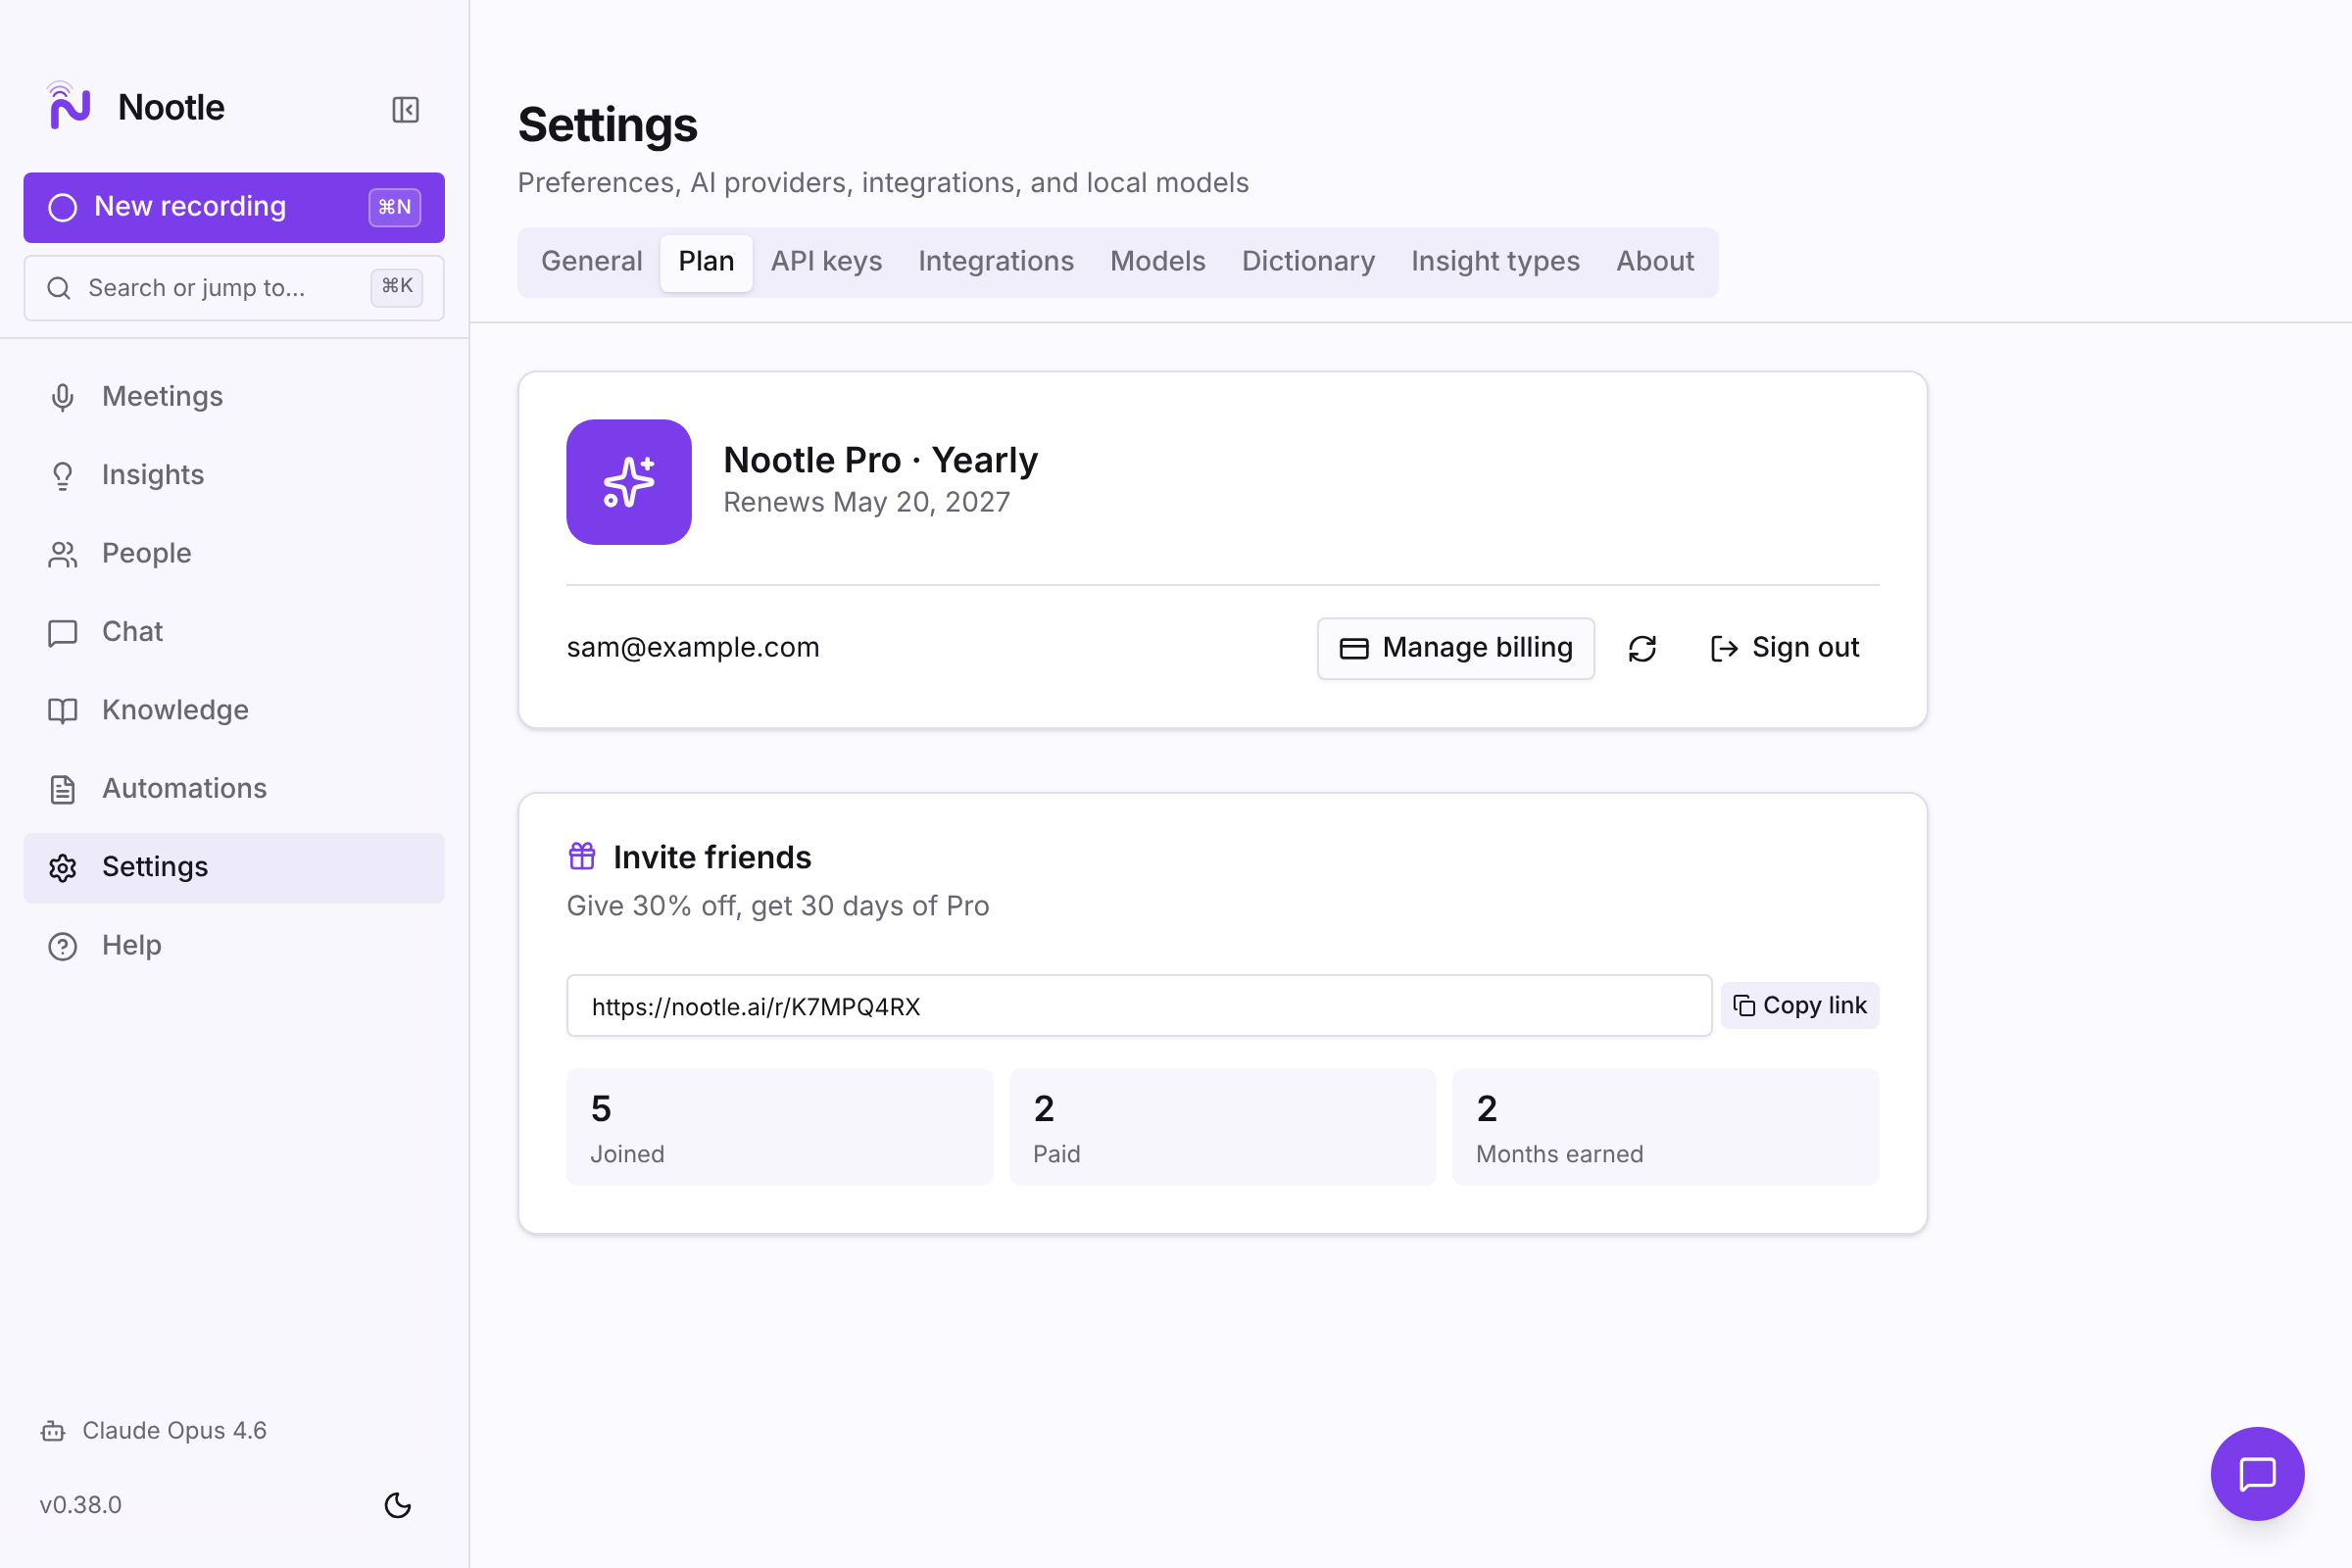 Nootle
New recording ⌘N
Search or jump to... ⌘K
Meetings
Insights
People
Chat
Knowledge
Automations
Settings
Help
Claude Opus 4.6
v0.38.0
Settings
Preferences, AI providers, integrations, and local models
General Plan API keys Integrations Models Dictionary Insight types About
Nootle Pro · Yearly
Renews May 20, 2027
sam@example.com Manage billing Sign out
Invite friends
Give 30% off, get 30 days of Pro
https://nootle.ai/r/K7MPQ4RX Copy link
5 2 2
Joined Paid Months earned